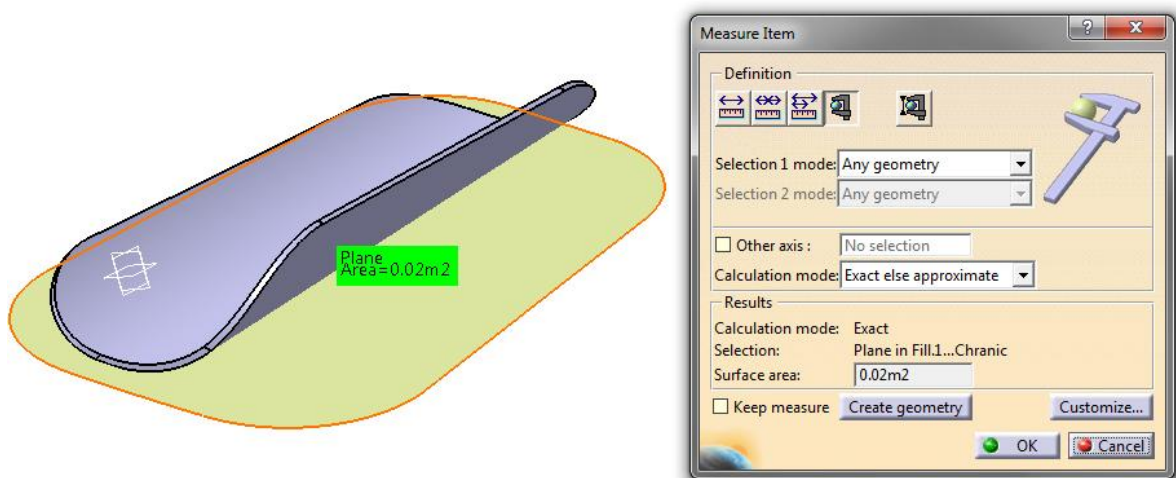 Plane
Area=0.02m2
Measure Item
?
X
Definition
Selection 1 mode: Any geometry
Selection 2 mode: Any geometry
Other axis : No selection
Calculation mode: Exact else approximate
Results
Calculation mode: Exact
Selection: Plane in Fill.1...Chranic
Surface area: 0.02m2
Keep measure Create geometry Customize...
OK Cancel